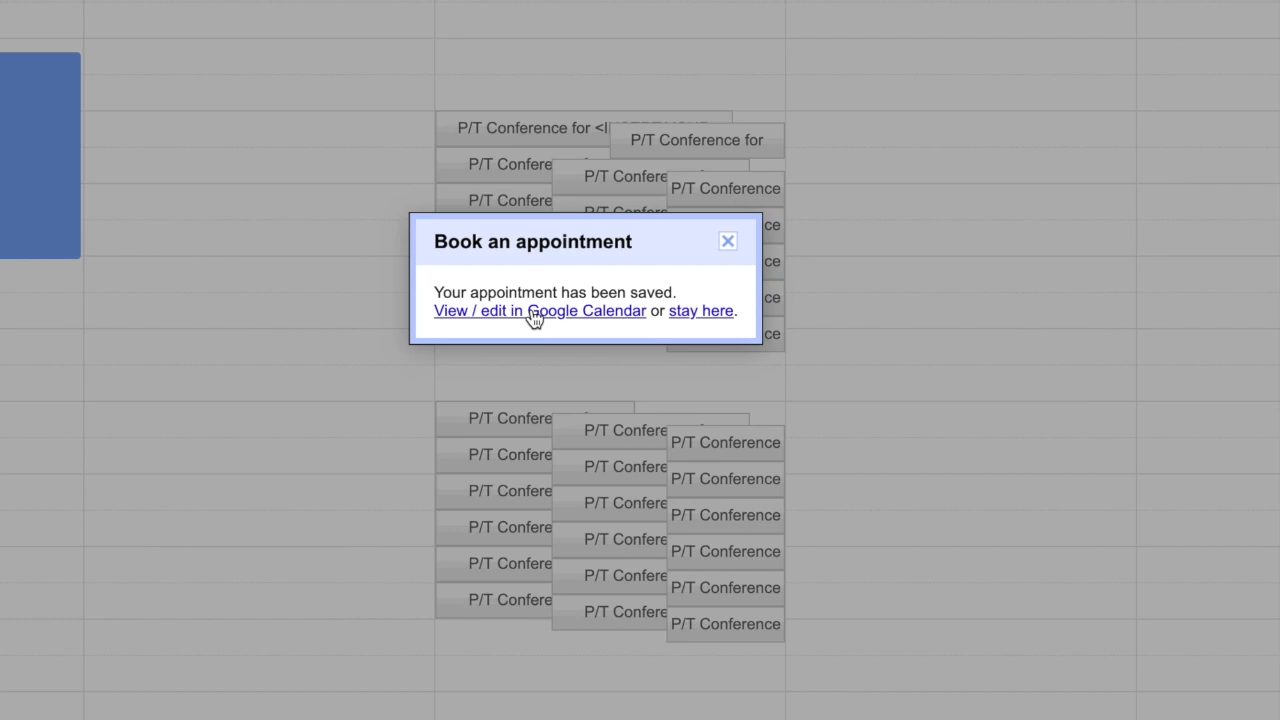 P/T Conference for
P/T Conference for
P/T
P/T
P/T Conference
P/T
P/T
Book an appointment
Your appointment has been saved.
View / edit in Google Calendar or stay here.
P/T
P/T
P/T Conference
P/T
P/T
P/T Conference
P/T
P/T
P/T Conference
P/T
P/T
P/T Conference
P/T
P/T
P/T Conference
P/T
P/T
P/T Conference